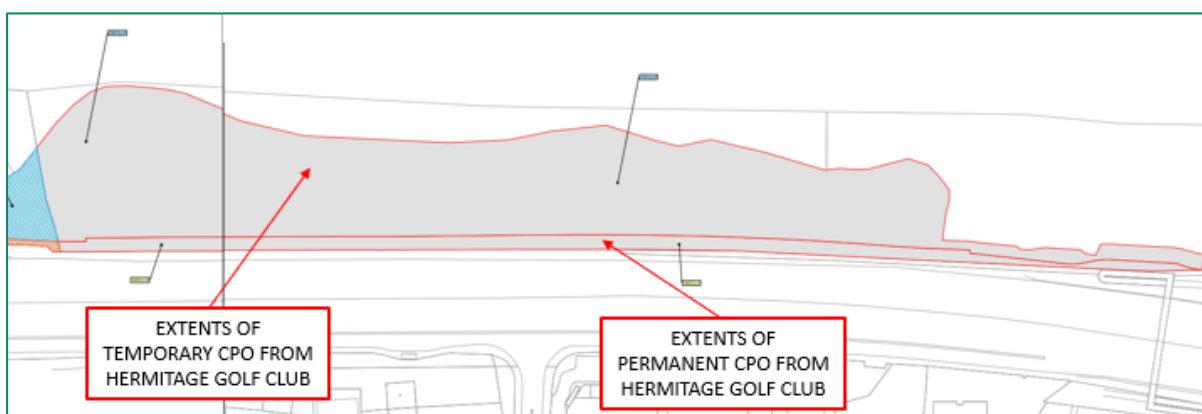 EXTENTS OF
TEMPORARY CPO FROM
HERMITAGE GOLF CLUB
EXTENTS OF
PERMANENT CPO FROM
HERMITAGE GOLF CLUB